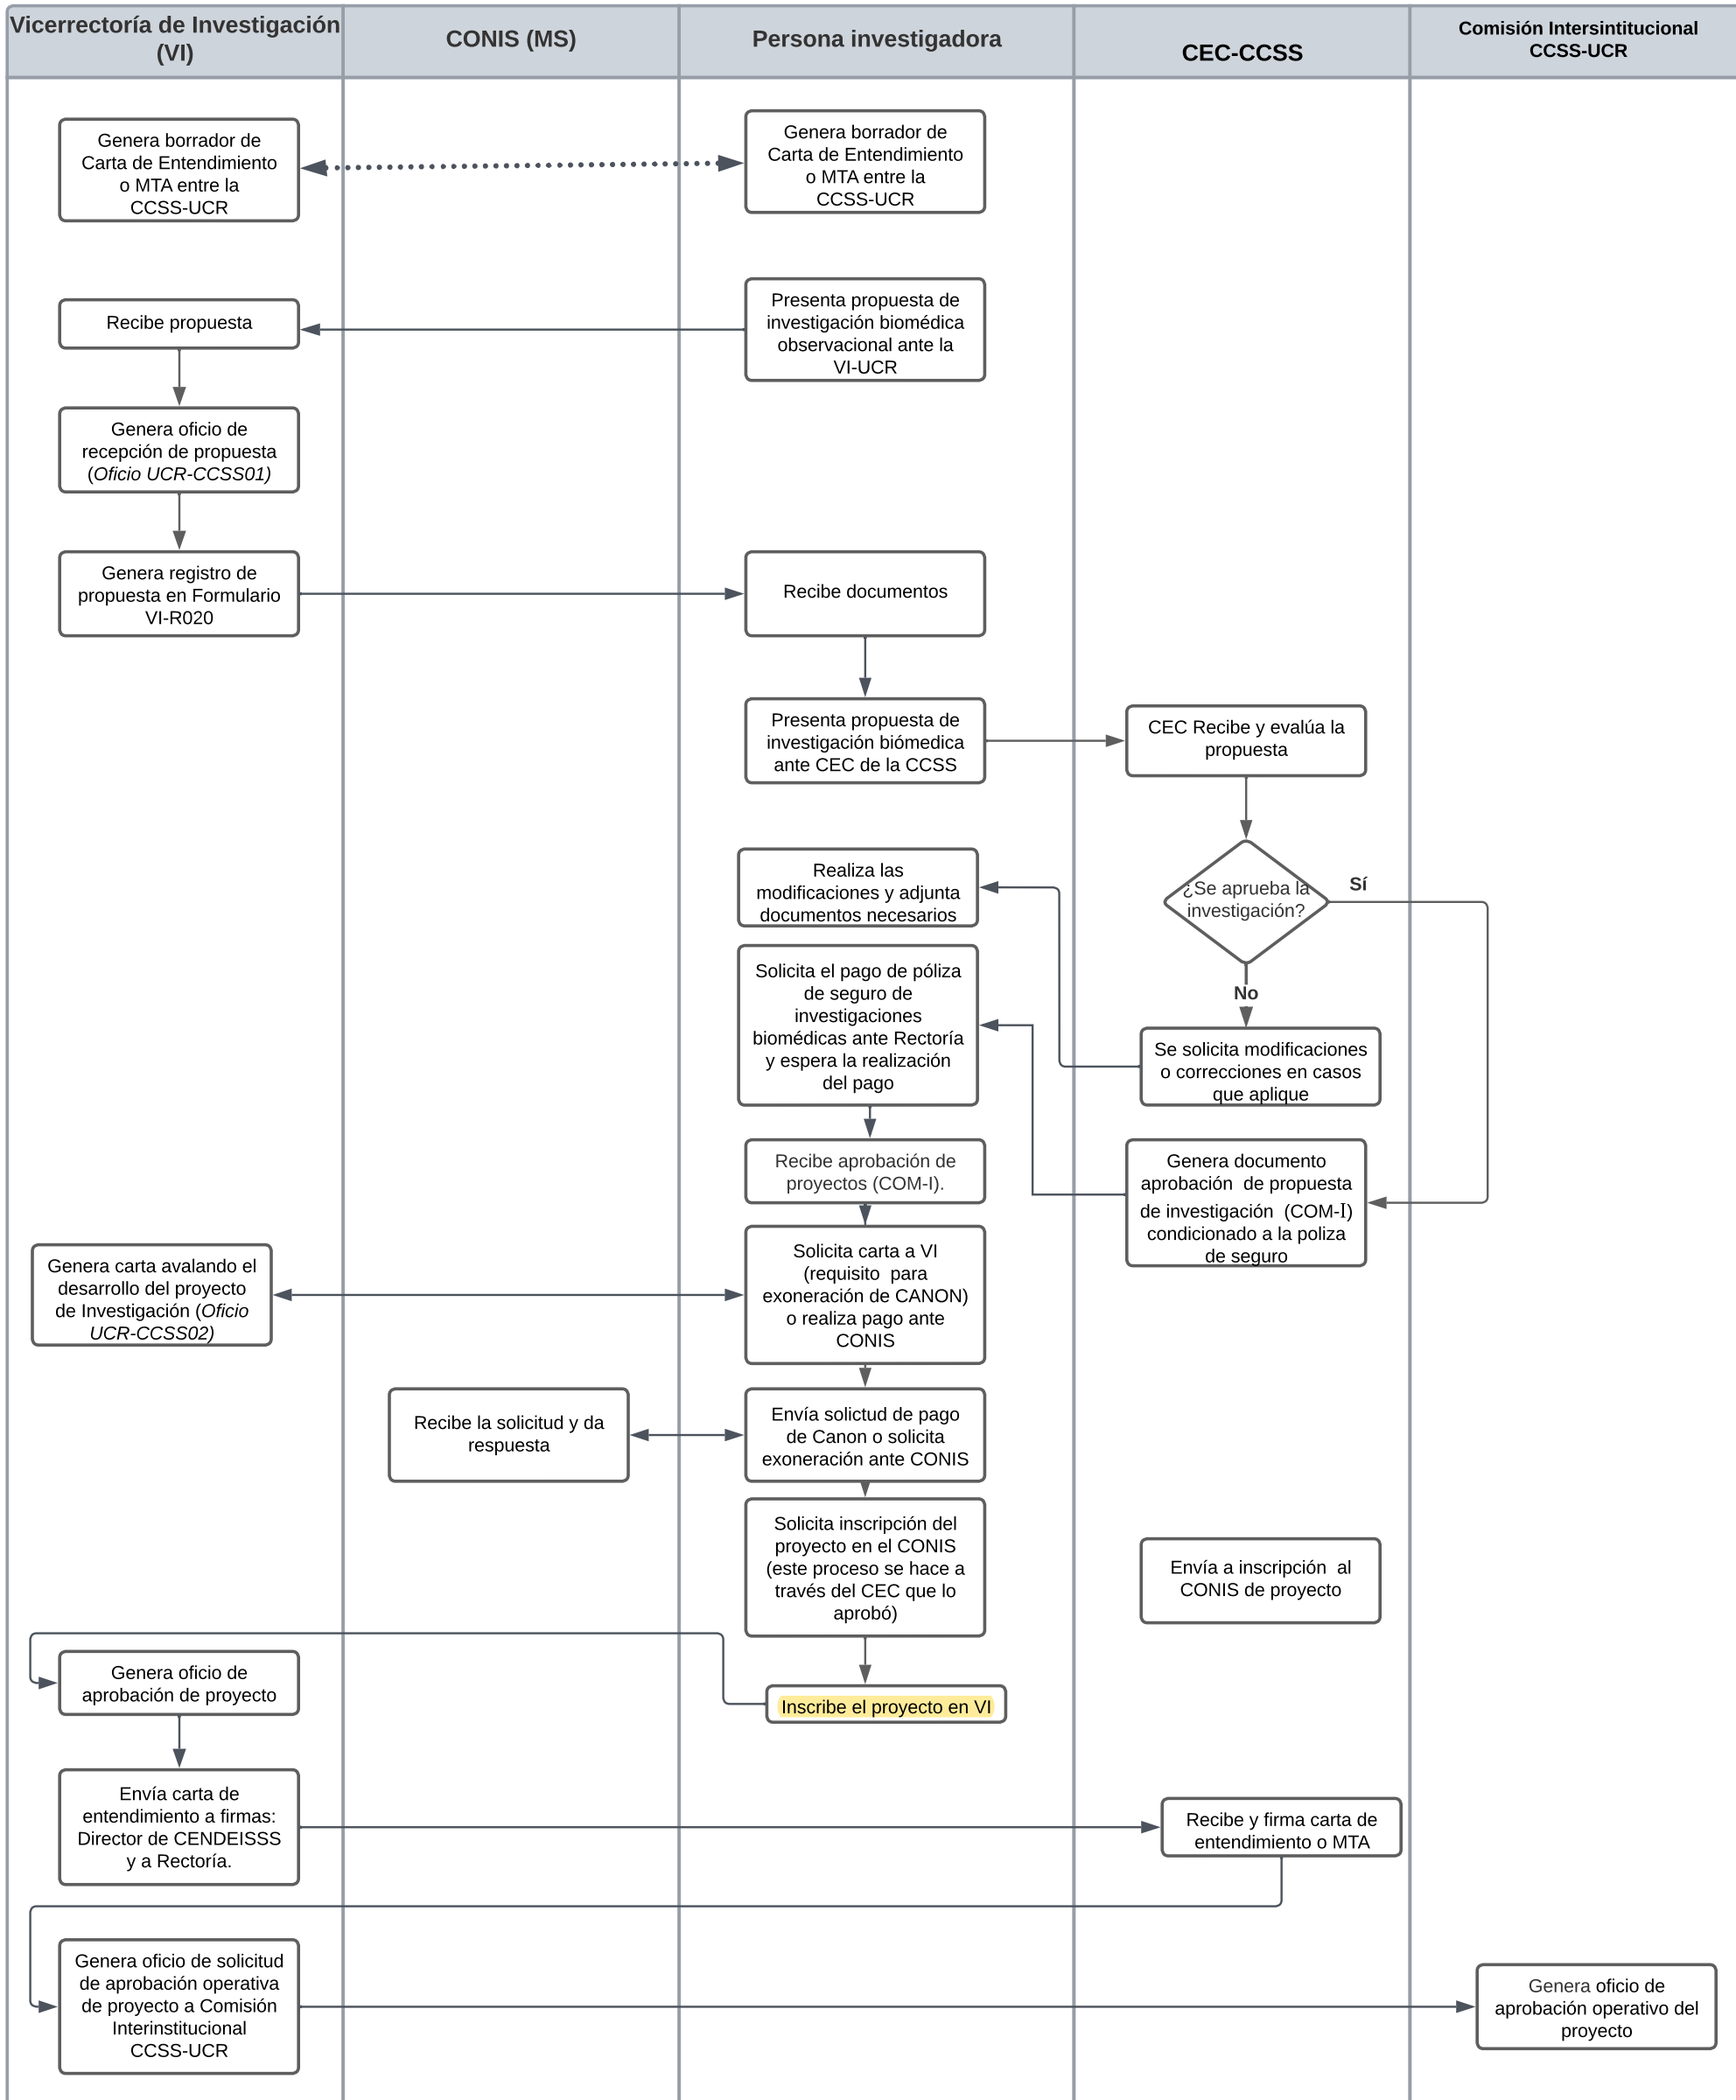 Vicerrectoría de Investigación
(VI)
CONIS (MS)
Persona investigadora
CEC-CCSS
Comisión Intersintitucional
CCSS-UCR
Genera borrador de
Carta de Entendimiento
o MTA entre la
CCSS-UCR
Genera borrador de
Carta de Entendimiento
o MTA entre la
CCSS-UCR
Presenta propuesta de
investigación biomédica
observacional ante la
VI-UCR
Recibe propuesta
Genera oficio de
recepción de propuesta
(Oficio UCR-CCSS01)
Genera registro de
propuesta en Formulario
VI-R020
Recibe documentos
Presenta propuesta de
investigación biómedica
ante CEC de la CCSS
CEC Recibe y evalúa la
propuesta
¿Se aprueba la
investigación?
Sí
No
Realiza las
modificaciones y adjunta
documentos necesarios
Se solicita modificaciones
o correcciones en casos
que aplique
Solicita el pago de póliza
de seguro de
investigaciones
biomédicas ante Rectoría
y espera la realización
del pago
Genera documento
aprobación  de propuesta
de investigación  (COM-I)
condicionado a la poliza
de seguro
Recibe aprobación de
proyectos (COM-I).
Solicita carta a VI
(requisito  para
exoneración de CANON)
o realiza pago ante
CONIS
Genera carta avalando el
desarrollo del proyecto
de Investigación (Oficio
UCR-CCSS02)
Recibe la solicitud y da
respuesta
Envía solictud de pago
de Canon o solicita
exoneración ante CONIS
Solicita inscripción del
proyecto en el CONIS
(este proceso se hace a
través del CEC que lo
aprobó)
Envía a inscripción  al
CONIS de proyecto
Inscribe el proyecto en VI
Genera oficio de
aprobación de proyecto
Envía carta de
entendimiento a firmas:
Director de CENDEISSS
y a Rectoría.
Recibe y firma carta de
entendimiento o MTA
Genera oficio de solicitud
de aprobación operativa
de proyecto a Comisión
Interinstitucional
CCSS-UCR
Genera oficio de
aprobación operativo del
proyecto